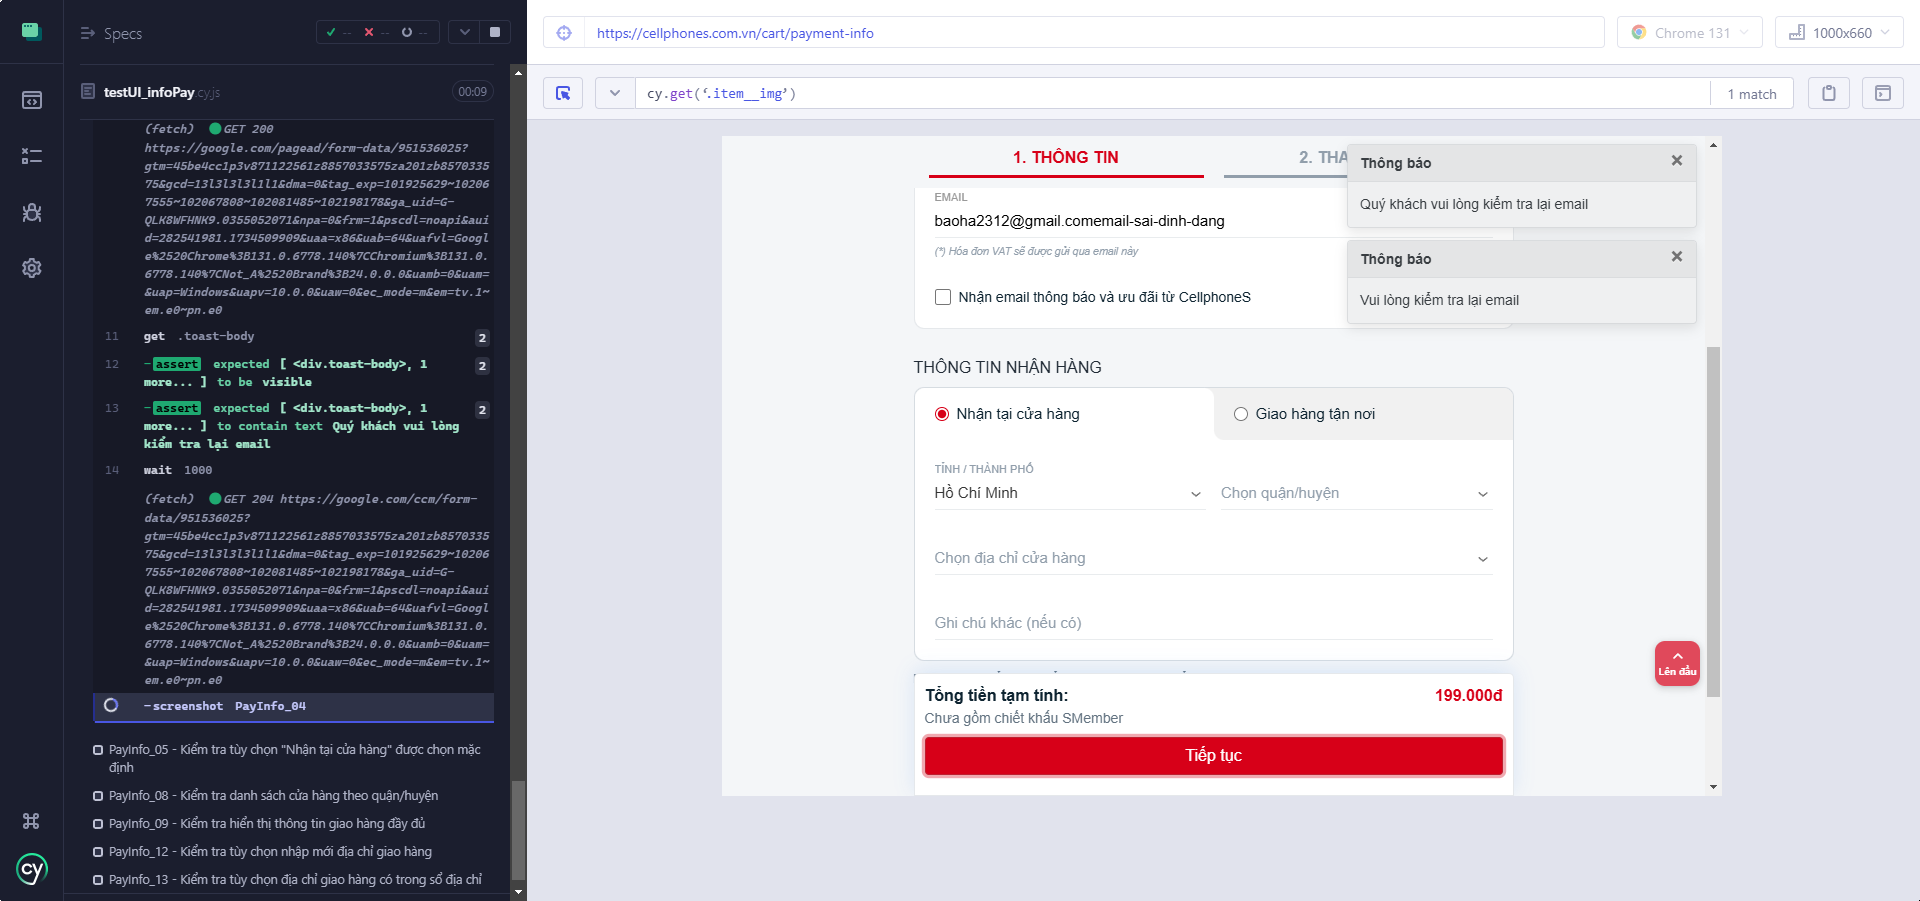 Specs
--
--
--
testUI_infoPay.cy.js
00:09
(fetch) GET 200
https://google.com/pagead/form-data/951536025?
gtm=45be4cc1p3v871122561z8857033575za201zb8570335
75&gcd=13l3l3l3l1l1&dma=0&tag_exp=101925629~10206
7555~102067808~102081485~102198178&ga_uid=G-
QLK8WFHNK9.0355052071&npa=0&frm=1&pscdl=noapi&aui
d=282541981.1734509909&uaa=x86&uab=64&uafvl=Googl
e%2520Chrome%3B131.0.6778.140%7CChromium%3B131.0.
6778.140%7CNot_A%2520Brand%3B24.0.0.0&uamb=0&uam=
&uap=Windows&uapv=10.0.0&uaw=0&ec_mode=m&em=tv.1~
em.e0~pn.e0
11 get .toast-body 2
12 -assert expected [ <div.toast-body>, 1 2
more... ] to be visible
13 -assert expected [ <div.toast-body>, 1 2
more... ] to contain text Quý khách vui lòng
kiểm tra lại email
14 wait 1000
(fetch) GET 204 https://google.com/ccm/form-
data/951536025?
gtm=45be4cc1p3v871122561z8857033575za201zb8570335
75&gcd=13l3l3l3l1l1&dma=0&tag_exp=101925629~10206
7555~102067808~102081485~102198178&ga_uid=G-
QLK8WFHNK9.0355052071&npa=0&frm=1&pscdl=noapi&aui
d=282541981.1734509909&uaa=x86&uab=64&uafvl=Googl
e%2520Chrome%3B131.0.6778.140%7CChromium%3B131.0.
6778.140%7CNot_A%2520Brand%3B24.0.0.0&uamb=0&uam=
&uap=Windows&uapv=10.0.0&uaw=0&ec_mode=m&em=tv.1~
em.e0~pn.e0
-screenshot PayInfo_04
PayInfo_05 - Kiểm tra tùy chọn "Nhận tại cửa hàng" được chọn mặc
định
PayInfo_08 - Kiểm tra danh sách cửa hàng theo quận/huyện
PayInfo_09 - Kiểm tra hiển thị thông tin giao hàng đầy đủ
PayInfo_12 - Kiểm tra tùy chọn nhập mới địa chỉ giao hàng
PayInfo_13 - Kiểm tra tùy chọn địa chỉ giao hàng có trong sổ địa chỉ
cy
https://cellphones.com.vn/cart/payment-info
Chrome 131
1000x660
cy.get(‘.item__img’)
1 match
1. THÔNG TIN
2. THA
EMAIL
baoha2312@gmail.comemail-sai-dinh-dang
(*) Hóa đơn VAT sẽ được gửi qua email này
Nhận email thông báo và ưu đãi từ CellphoneS
Thông báo
Quý khách vui lòng kiểm tra lại email
Thông báo
Vui lòng kiểm tra lại email
THÔNG TIN NHẬN HÀNG
Nhận tại cửa hàng
Giao hàng tận nơi
TỈNH / THÀNH PHỐ
Hồ Chí Minh
Chọn quận/huyện
Chọn địa chỉ cửa hàng
Ghi chú khác (nếu có)
Lên đầu
Tổng tiền tạm tính: 199.000đ
Chưa gồm chiết khấu SMember
Tiếp tục